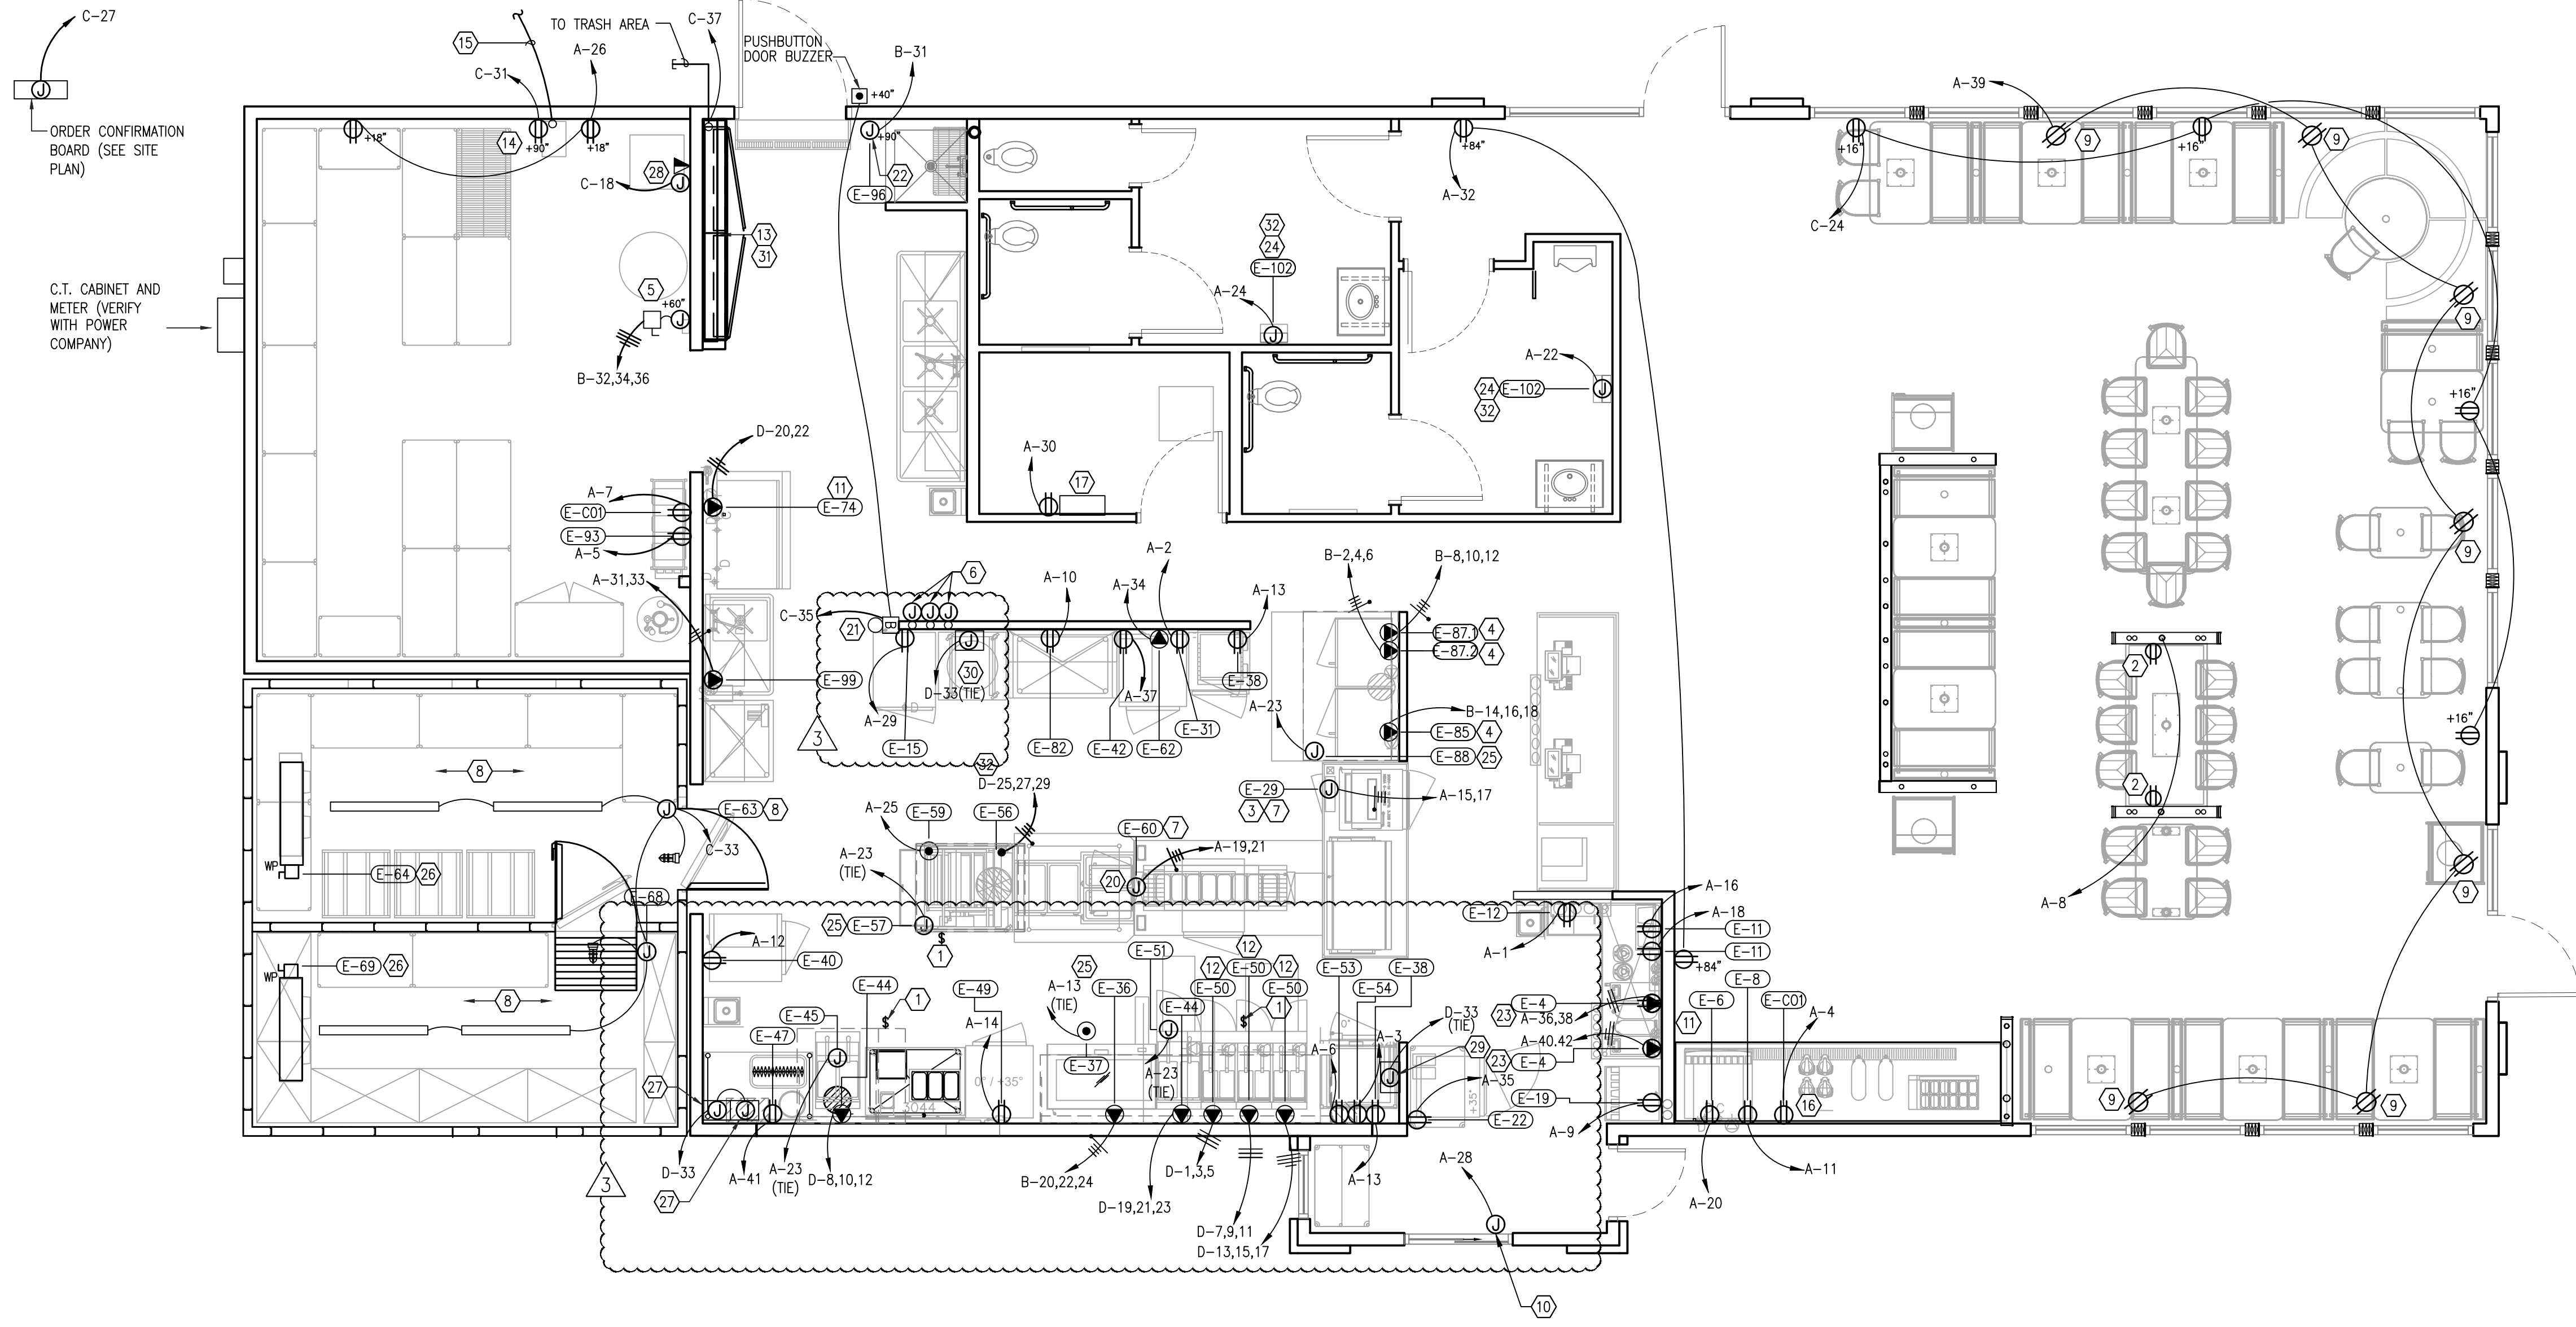 C-27
ORDER CONFIRMATION
BOARD (SEE SITE
PLAN)
C.T. CABINET AND
METER (VERIFY
WITH POWER
COMPANY)
15
TO TRASH AREA
E
C-37
A-26
C-31
PUSHBUTTON
DOOR BUZZER
+40"
B-31
+18"
14
+90"
+18"
28
C-18
J
J
+90"
22
E-96
13
31
5
+60"
J
B-32,34,36
32
24
E-102
A-24
J
A-22
24
E-102
32
J
+84"
A-32
A-39
9
+16"
+16"
9
C-24
9
+16"
9
+16"
9
D-20,22
11
E-74
A-7
E-C01
E-93
A-5
A-31,33
E-99
A-30
17
C-35
21
B
J
J
J
6
A-10
A-34
A-2
A-13
J
30
D-33(TIE)
A-29
E-15
E-82
E-42
A-37
E-62
E-31
E-38
3
32
B-2,4,6
B-8,10,12
E-87.1
4
E-87.2
4
A-23
B-14,16,18
E-85
4
J
E-88
25
2
2
A-8
8
J
E-63
8
C-33
WP
E-64
26
E-68
J
WP
E-69
26
8
D-25,27,29
A-25
E-59
E-56
E-60
7
A-19,21
20
J
A-23
(TIE)
25
E-57
J
$
1
E-29
J
A-15,17
3
7
E-12
A-1
A-16
A-18
E-11
E-11
+84"
A-12
E-40
E-44
E-45
J
$
1
E-49
E-47
A-14
25
A-13
(TIE)
E-37
E-36
E-51
J
E-44
A-23
(TIE)
12
12
E-50
E-50
12
E-50
$
1
E-53
E-54
E-38
A-6
A-3
D-33
(TIE)
29
J
23
E-4
A-36,38
A-40.42
23
E-4
A-35
E-22
E-19
A-9
11
E-6
E-8
E-C01
A-4
16
A-11
A-20
9
9
0° / +35°
3044
+35°
27
J
J
D-33
27
A-41
A-23
(TIE)
D-8,10,12
B-20,22,24
D-19,21,23
D-1,3,5
D-7,9,11
D-13,15,17
A-13
A-28
J
10
3